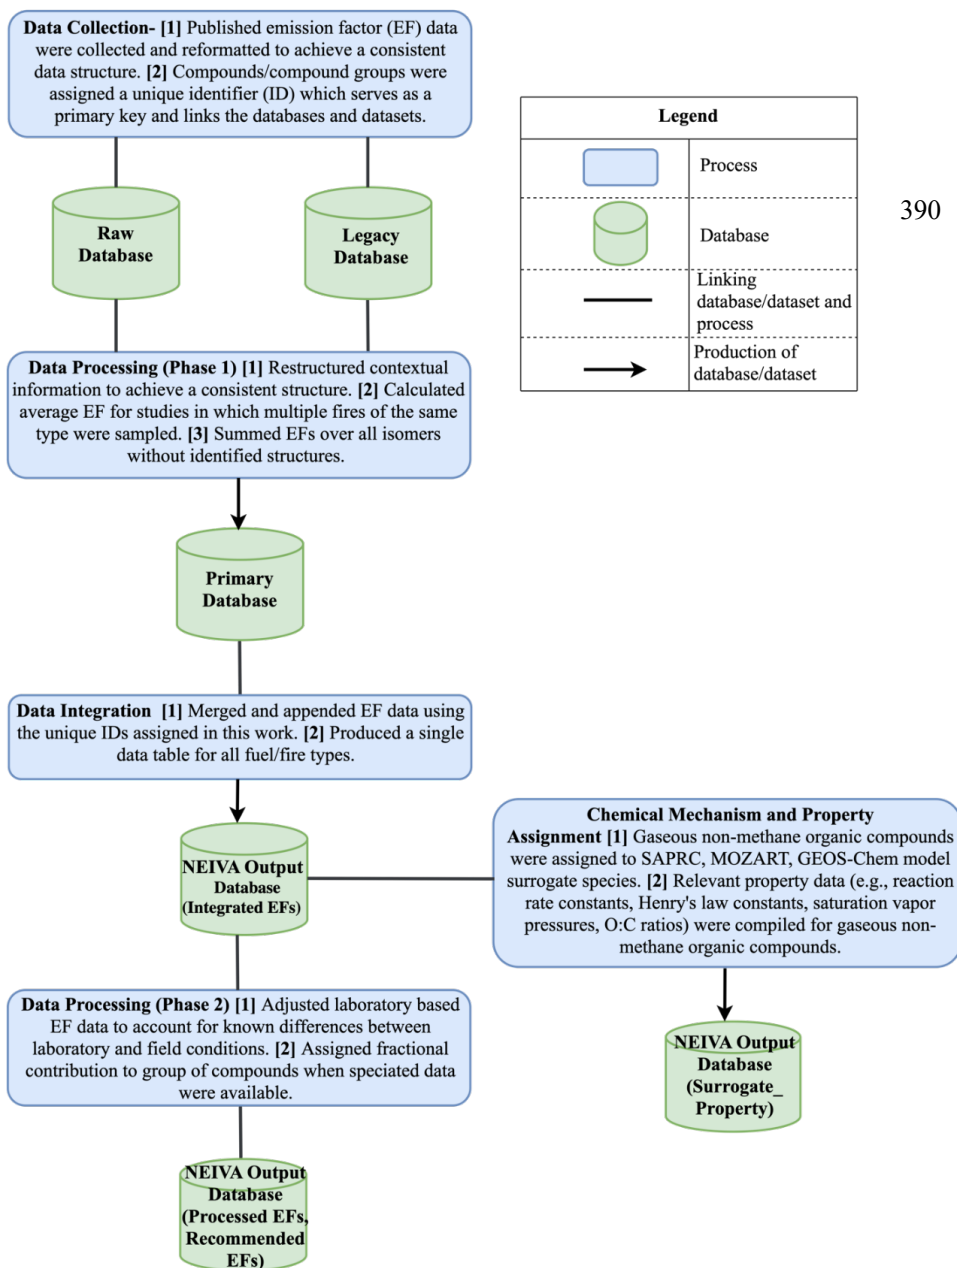 Data Collection- [1] Published emission factor (EF) data
were collected and reformatted to achieve a consistent
data structure. [2] Compounds/compound groups were
assigned a unique identifier (ID) which serves as a
primary key and links the databases and datasets.
Legend
Process
Database
Linking
database/dataset and
process
Production of
database/dataset
390
Raw
Database
Legacy
Database
Data Processing (Phase 1) [1] Restructured contextual
information to achieve a consistent structure. [2] Calculated
average EF for studies in which multiple fires of the same
type were sampled. [3] Summed EFs over all isomers
without identified structures.
Primary
Database
Data Integration [1] Merged and appended EF data using
the unique IDs assigned in this work. [2] Produced a single
data table for all fuel/fire types.
NEIVA Output
Database
(Integrated EFs)
Chemical Mechanism and Property
Assignment [1] Gaseous non-methane organic compounds
were assigned to SAPRC, MOZART, GEOS-Chem model
surrogate species. [2] Relevant property data (e.g., reaction
rate constants, Henry's law constants, saturation vapor
pressures, O:C ratios) were compiled for gaseous non-
methane organic compounds.
Data Processing (Phase 2) [1] Adjusted laboratory based
EF data to account for known differences between
laboratory and field conditions. [2] Assigned fractional
contribution to group of compounds when speciated data
were available.
NEIVA Output
Database
(Surrogate_
Property)
NEIVA Output
Database
(Processed EFs,
Recommended
EFs)